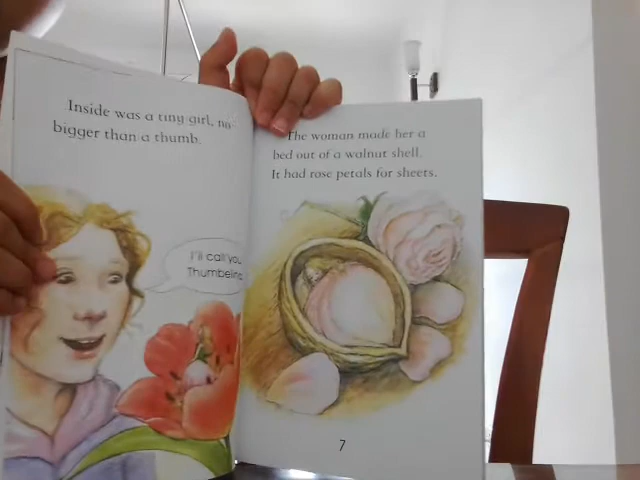 Inside was a tiny girl, no
bigger than a thumb.
I'll call you
The woman made her a
bed out of a walnut shell.
It had rose petals for sheets.
7